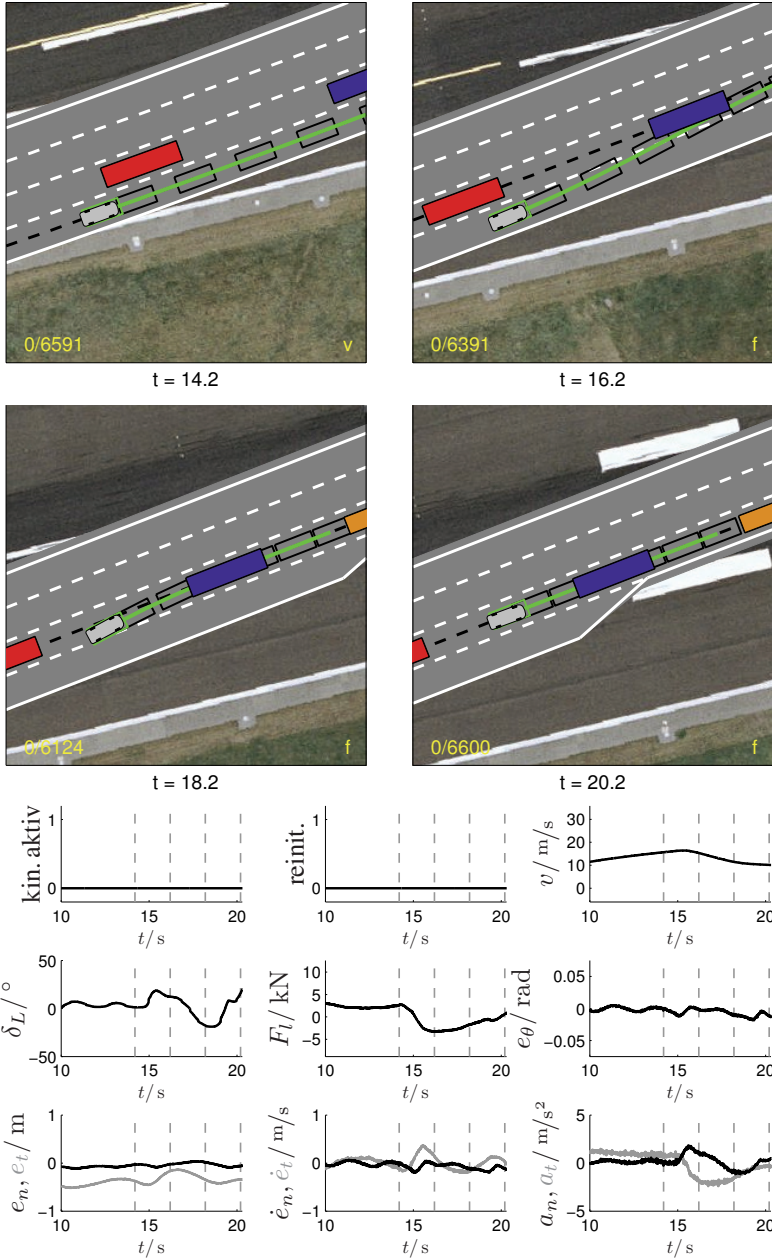 0/6591 v
0/6391 f
t = 14.2
t = 16.2
0/6124 f
0/6600 f
t = 18.2
t = 20.2
kin. aktiv
1
0
10 15 20
t/ s
reinit.
1
0
10 15 20
t/ s
v/ m/s
30
20
10
0
10 15 20
t/ s
δ_L/ °
50
0
−50
10 15 20
t/ s
F_l/ kN
10
5
0
−5
10 15 20
t/ s
e_θ/ rad
0.05
0
−0.05
10 15 20
t/ s
e_n, e_t/ m
1
0
−1
10 15 20
t/ s
ė_n, ė_t/ m/s
1
0
−1
10 15 20
t/ s
a_n, a_t/ m/s²
5
0
−5
10 15 20
t/ s